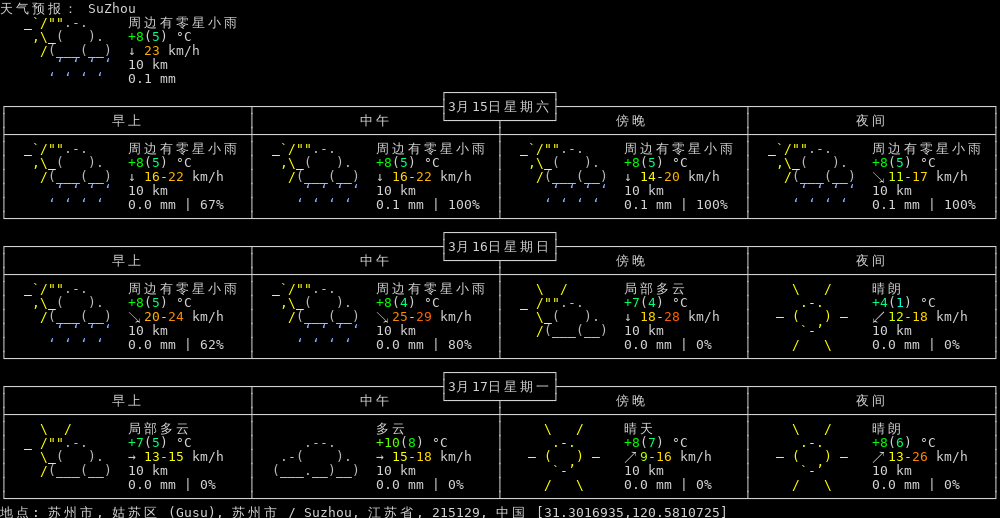 天气预报: SuZhou
周边有零星小雨
+8(5) °C
↓ 23 km/h
10 km
0.1 mm
3月15日星期六
早上 中午 傍晚 夜间
周边有零星小雨 周边有零星小雨 周边有零星小雨 周边有零星小雨
+8(5) °C +8(5) °C +8(5) °C +8(5) °C
↓ 16-22 km/h ↓ 16-22 km/h ↓ 14-20 km/h ↘ 11-17 km/h
10 km 10 km 10 km 10 km
0.0 mm | 67% 0.1 mm | 100% 0.1 mm | 100% 0.1 mm | 100%
3月16日星期日
早上 中午 傍晚 夜间
周边有零星小雨 周边有零星小雨 局部多云 晴朗
+8(5) °C +8(4) °C +7(4) °C +4(1) °C
↘ 20-24 km/h ↘ 25-29 km/h ↓ 18-28 km/h ↙ 12-18 km/h
10 km 10 km 10 km 10 km
0.0 mm | 62% 0.0 mm | 80% 0.0 mm | 0% 0.0 mm | 0%
3月17日星期一
早上 中午 傍晚 夜间
局部多云 多云 晴天 晴朗
+7(5) °C +10(8) °C +8(7) °C +8(6) °C
→ 13-15 km/h → 15-18 km/h ↗ 9-16 km/h ↗ 13-26 km/h
10 km 10 km 10 km 10 km
0.0 mm | 0% 0.0 mm | 0% 0.0 mm | 0% 0.0 mm | 0%
地点: 苏州市, 姑苏区 (Gusu), 苏州市 / Suzhou, 江苏省, 215129, 中国 [31.3016935,120.5810725]